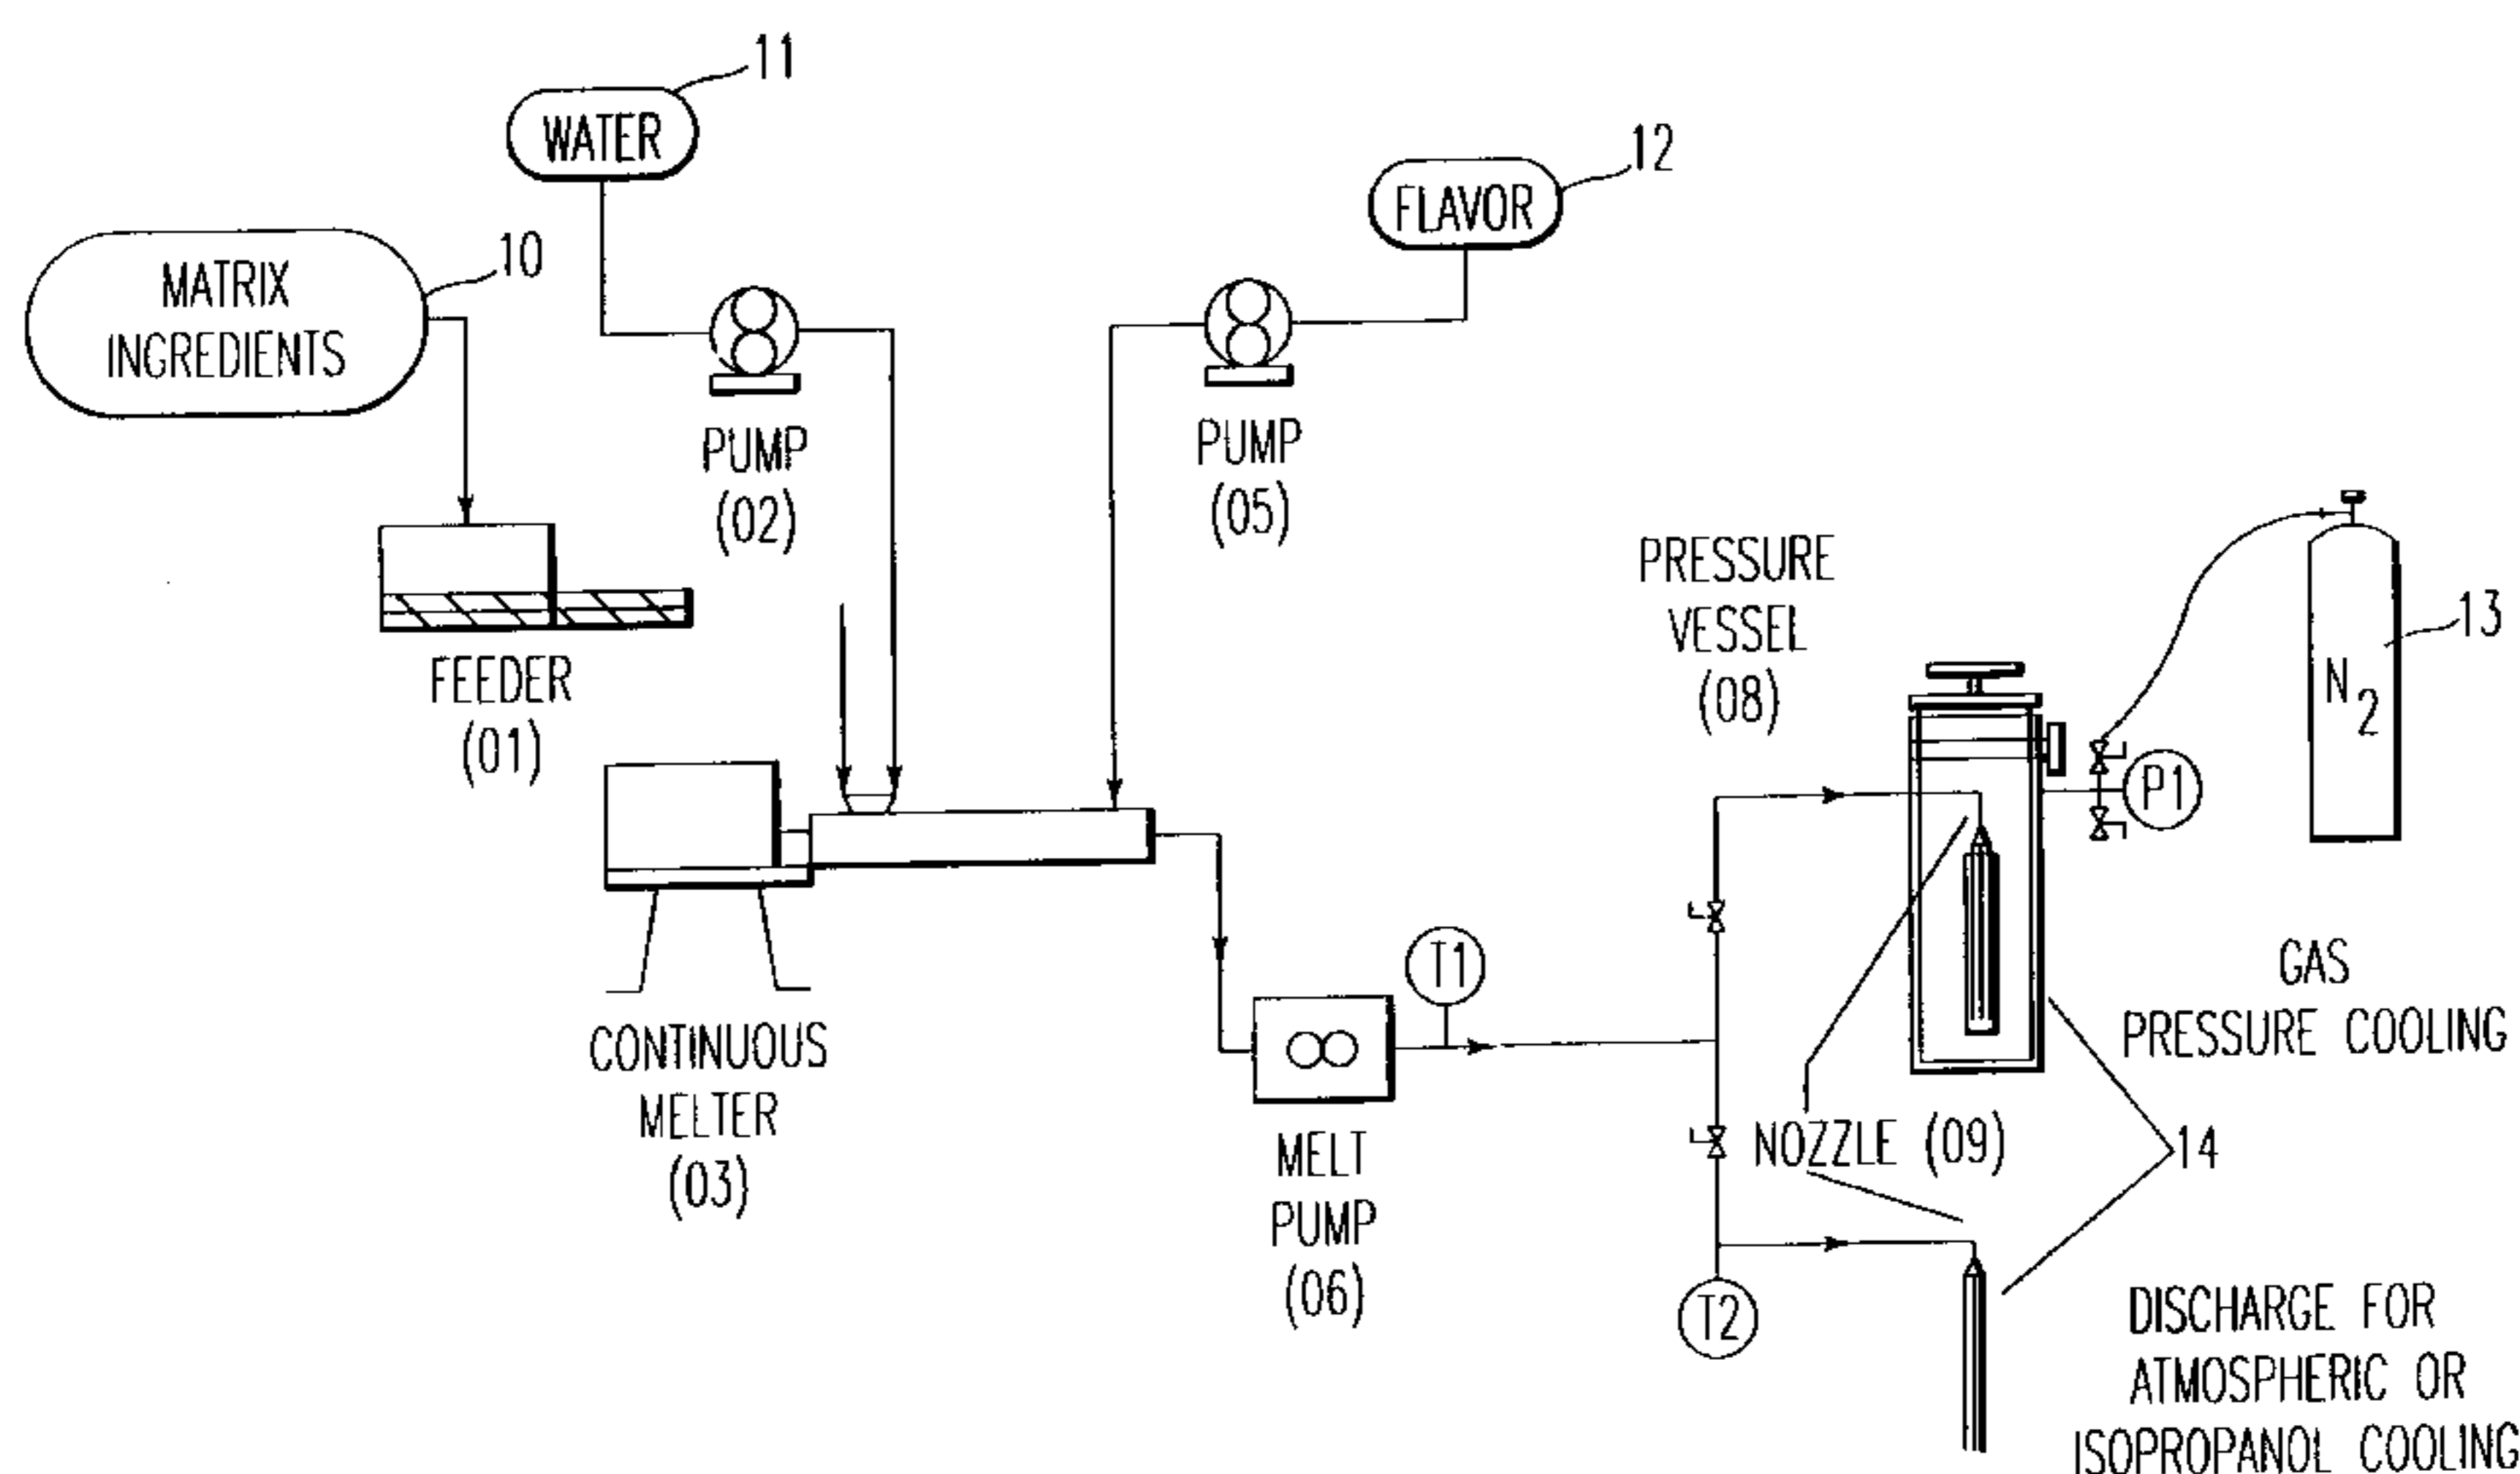 11
WATER
12
FLAVOR
10
MATRIX
INGREDIENTS
PUMP
(02)
PUMP
(05)
FEEDER
(01)
PRESSURE
VESSEL
(08)
13
N2
P1
CONTINUOUS
MELTER
(03)
T1
MELT
PUMP
(06)
GAS
PRESSURE COOLING
NOZZLE (09)
14
T2
DISCHARGE FOR
ATMOSPHERIC OR
ISOPROPANOL COOLING